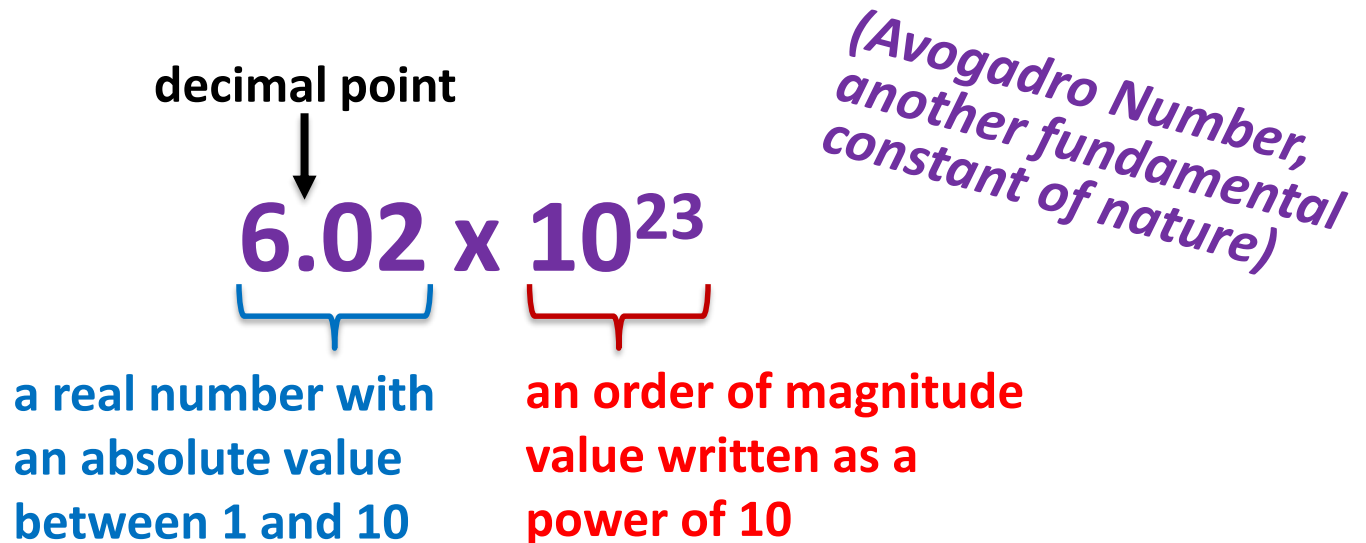 decimal point
(Avogadro Number,
another fundamental
constant of nature)
6.02 x 10²³
a real number with
an absolute value
between 1 and 10
an order of magnitude
value written as a
power of 10